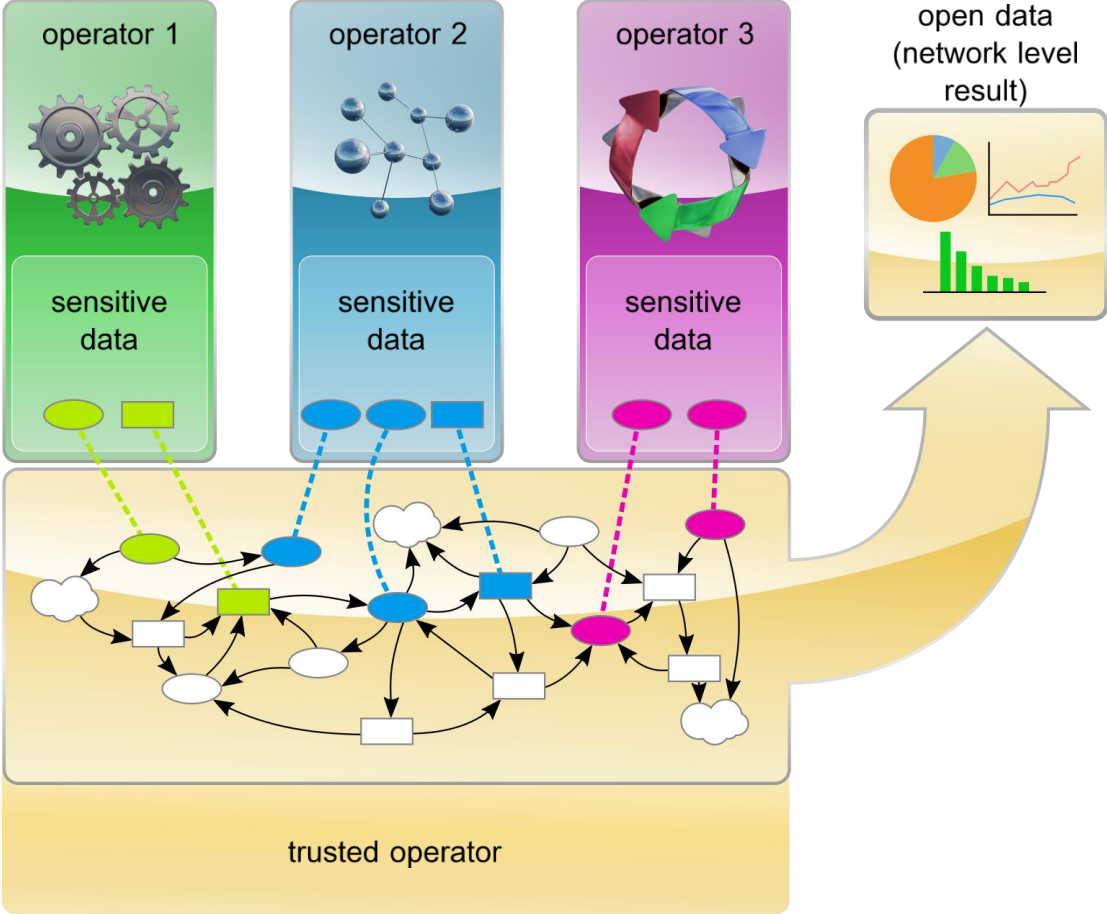 operator 1
operator 2
operator 3
open data
(network level
result)
sensitive
data
sensitive
data
sensitive
data
trusted operator